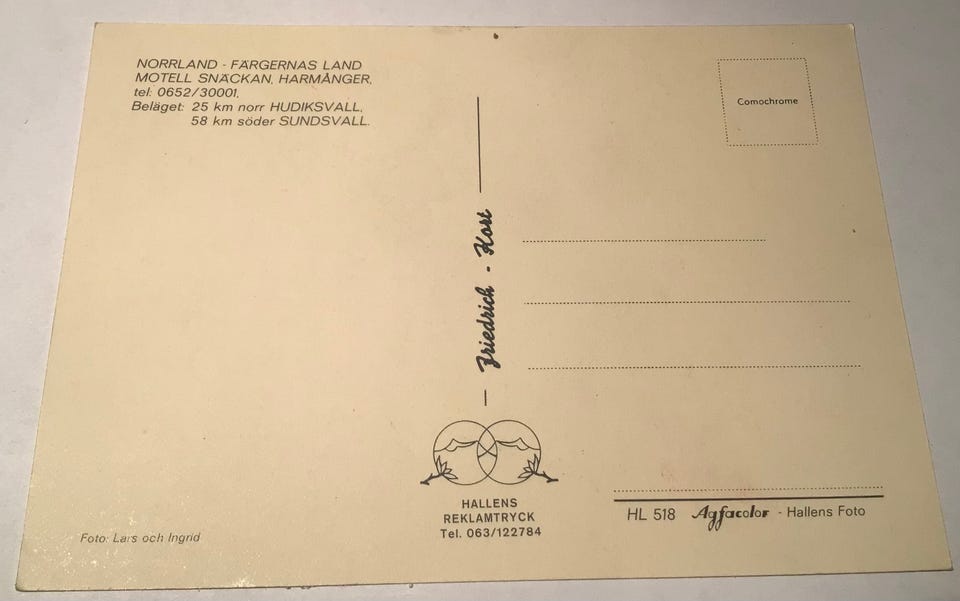 NORRLAND - FÄRGERNAS LAND
MOTELL SNÄCKAN, HARMÅNGER,
tel: 0652/30001,
Beläget: 25 km norr HUDIKSVALL,
58 km söder SUNDSVALL.
Comochrome
Friedrich - Kort
HALLENS
REKLAMTRYCK
Tel. 063/122784
HL 518 Agfacolor - Hallens Foto
Foto: Lars och Ingrid